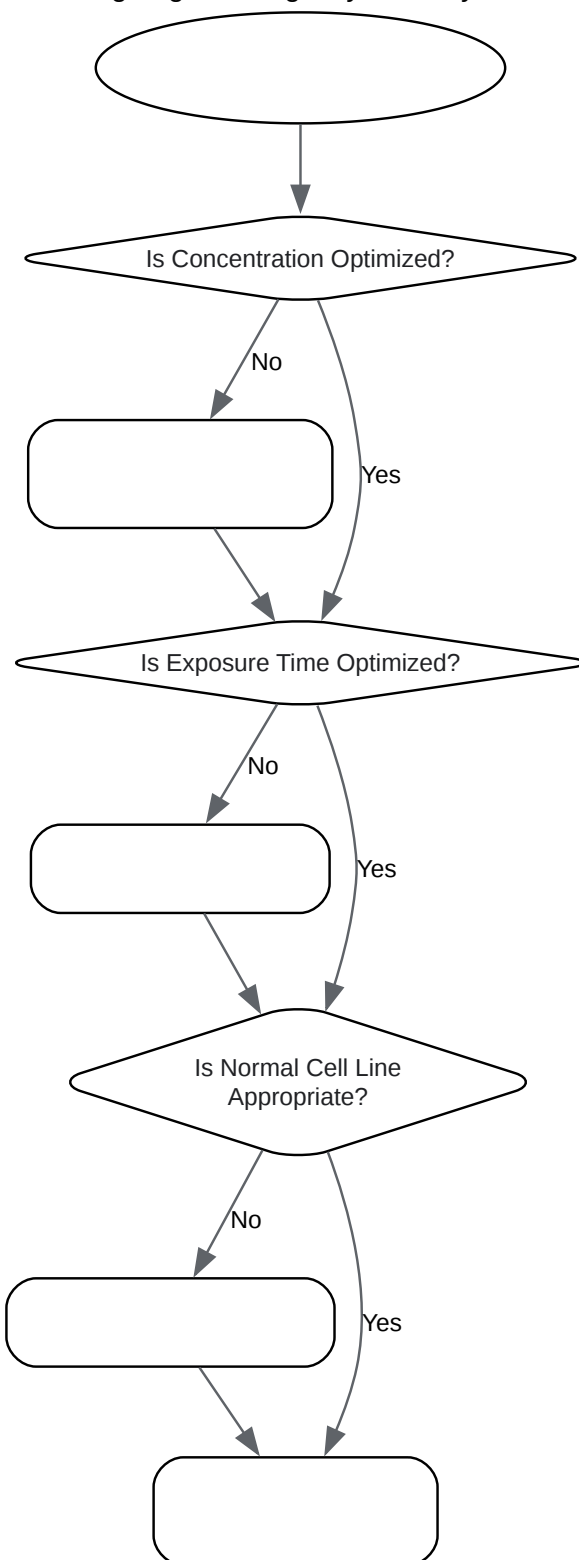 Is Concentration Optimized?
No
Yes
Is Exposure Time Optimized?
No
Yes
Is Normal Cell Line
Appropriate?
No
Yes